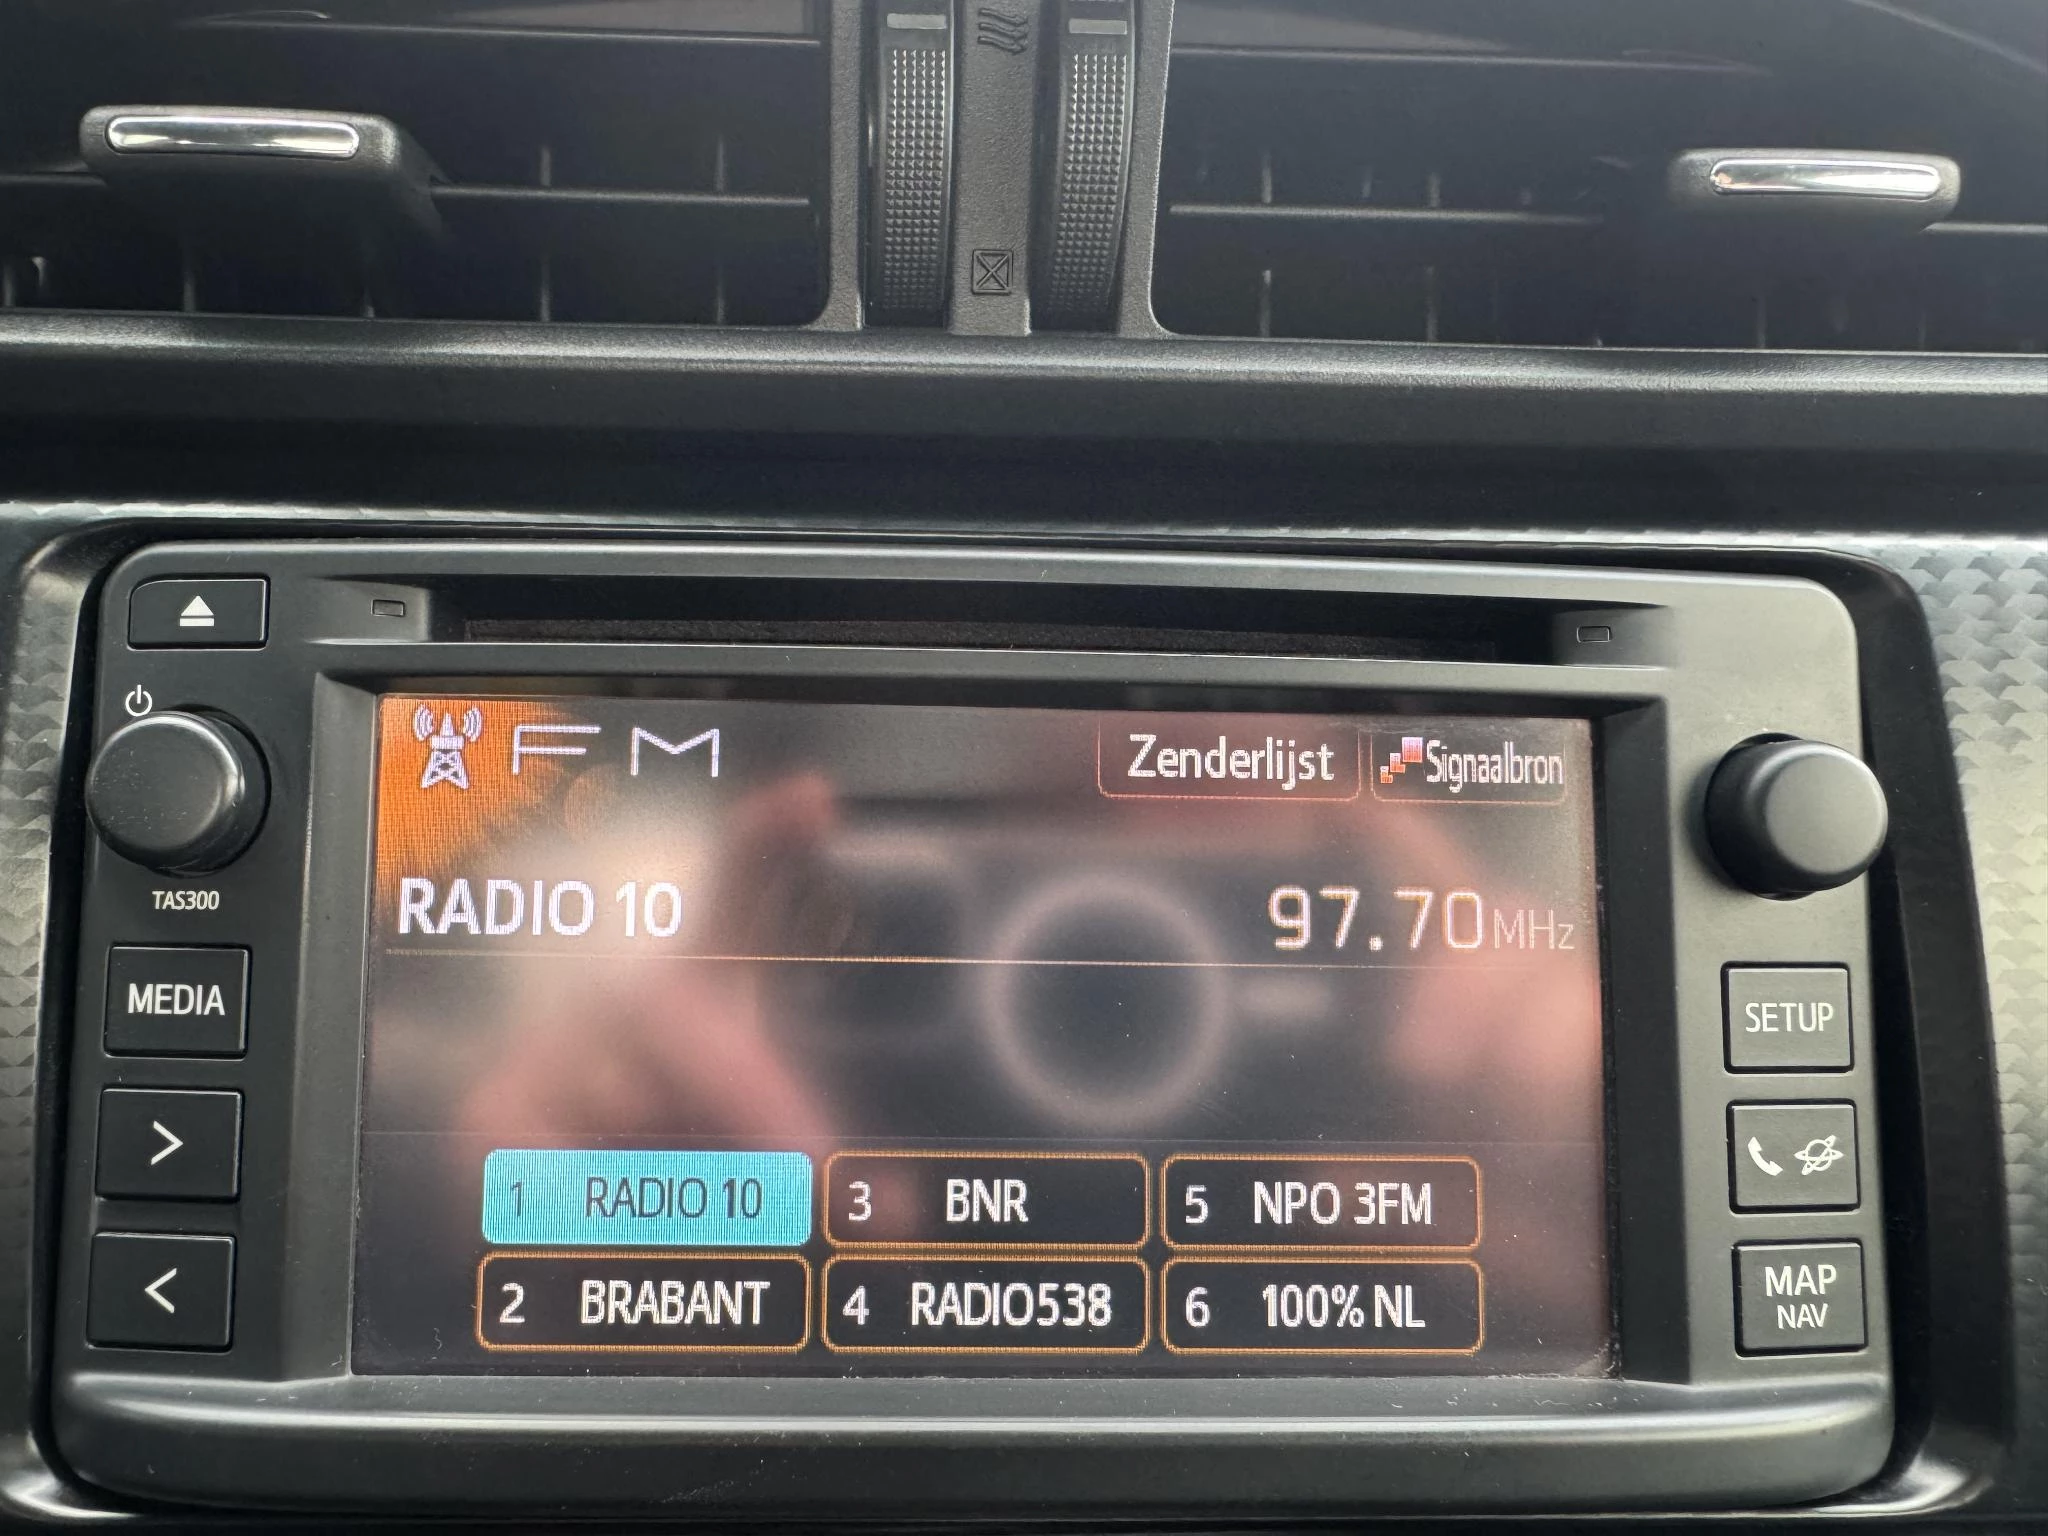 FM
Zenderlijst
Signaalbron
TAS300
RADIO 10
97.70 MHz
MEDIA
SETUP
1 RADIO 10
3 BNR
5 NPO 3FM
2 BRABANT
4 RADIO538
6 100% NL
MAP
NAV